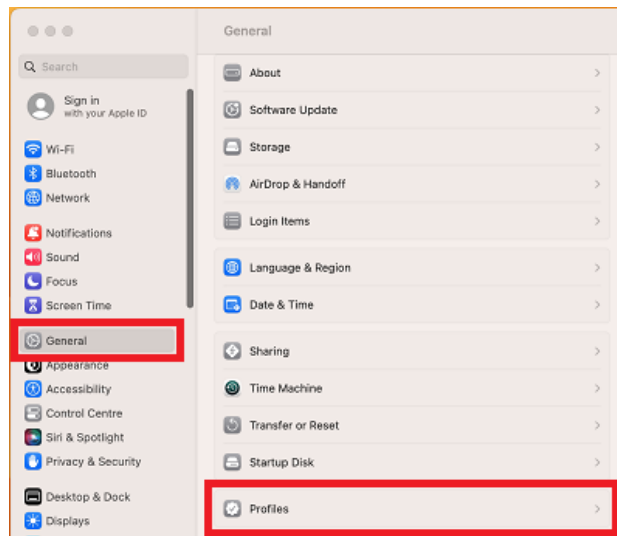 General
Search
Sign in
with your Apple ID
Wi-Fi
Bluetooth
Network
Notifications
Sound
Focus
Screen Time
General
Appearance
Accessibility
Control Centre
Siri & Spotlight
Privacy & Security
Desktop & Dock
Displays
About
Software Update
Storage
AirDrop & Handoff
Login Items
Language & Region
Date & Time
Sharing
Time Machine
Transfer or Reset
Startup Disk
Profiles